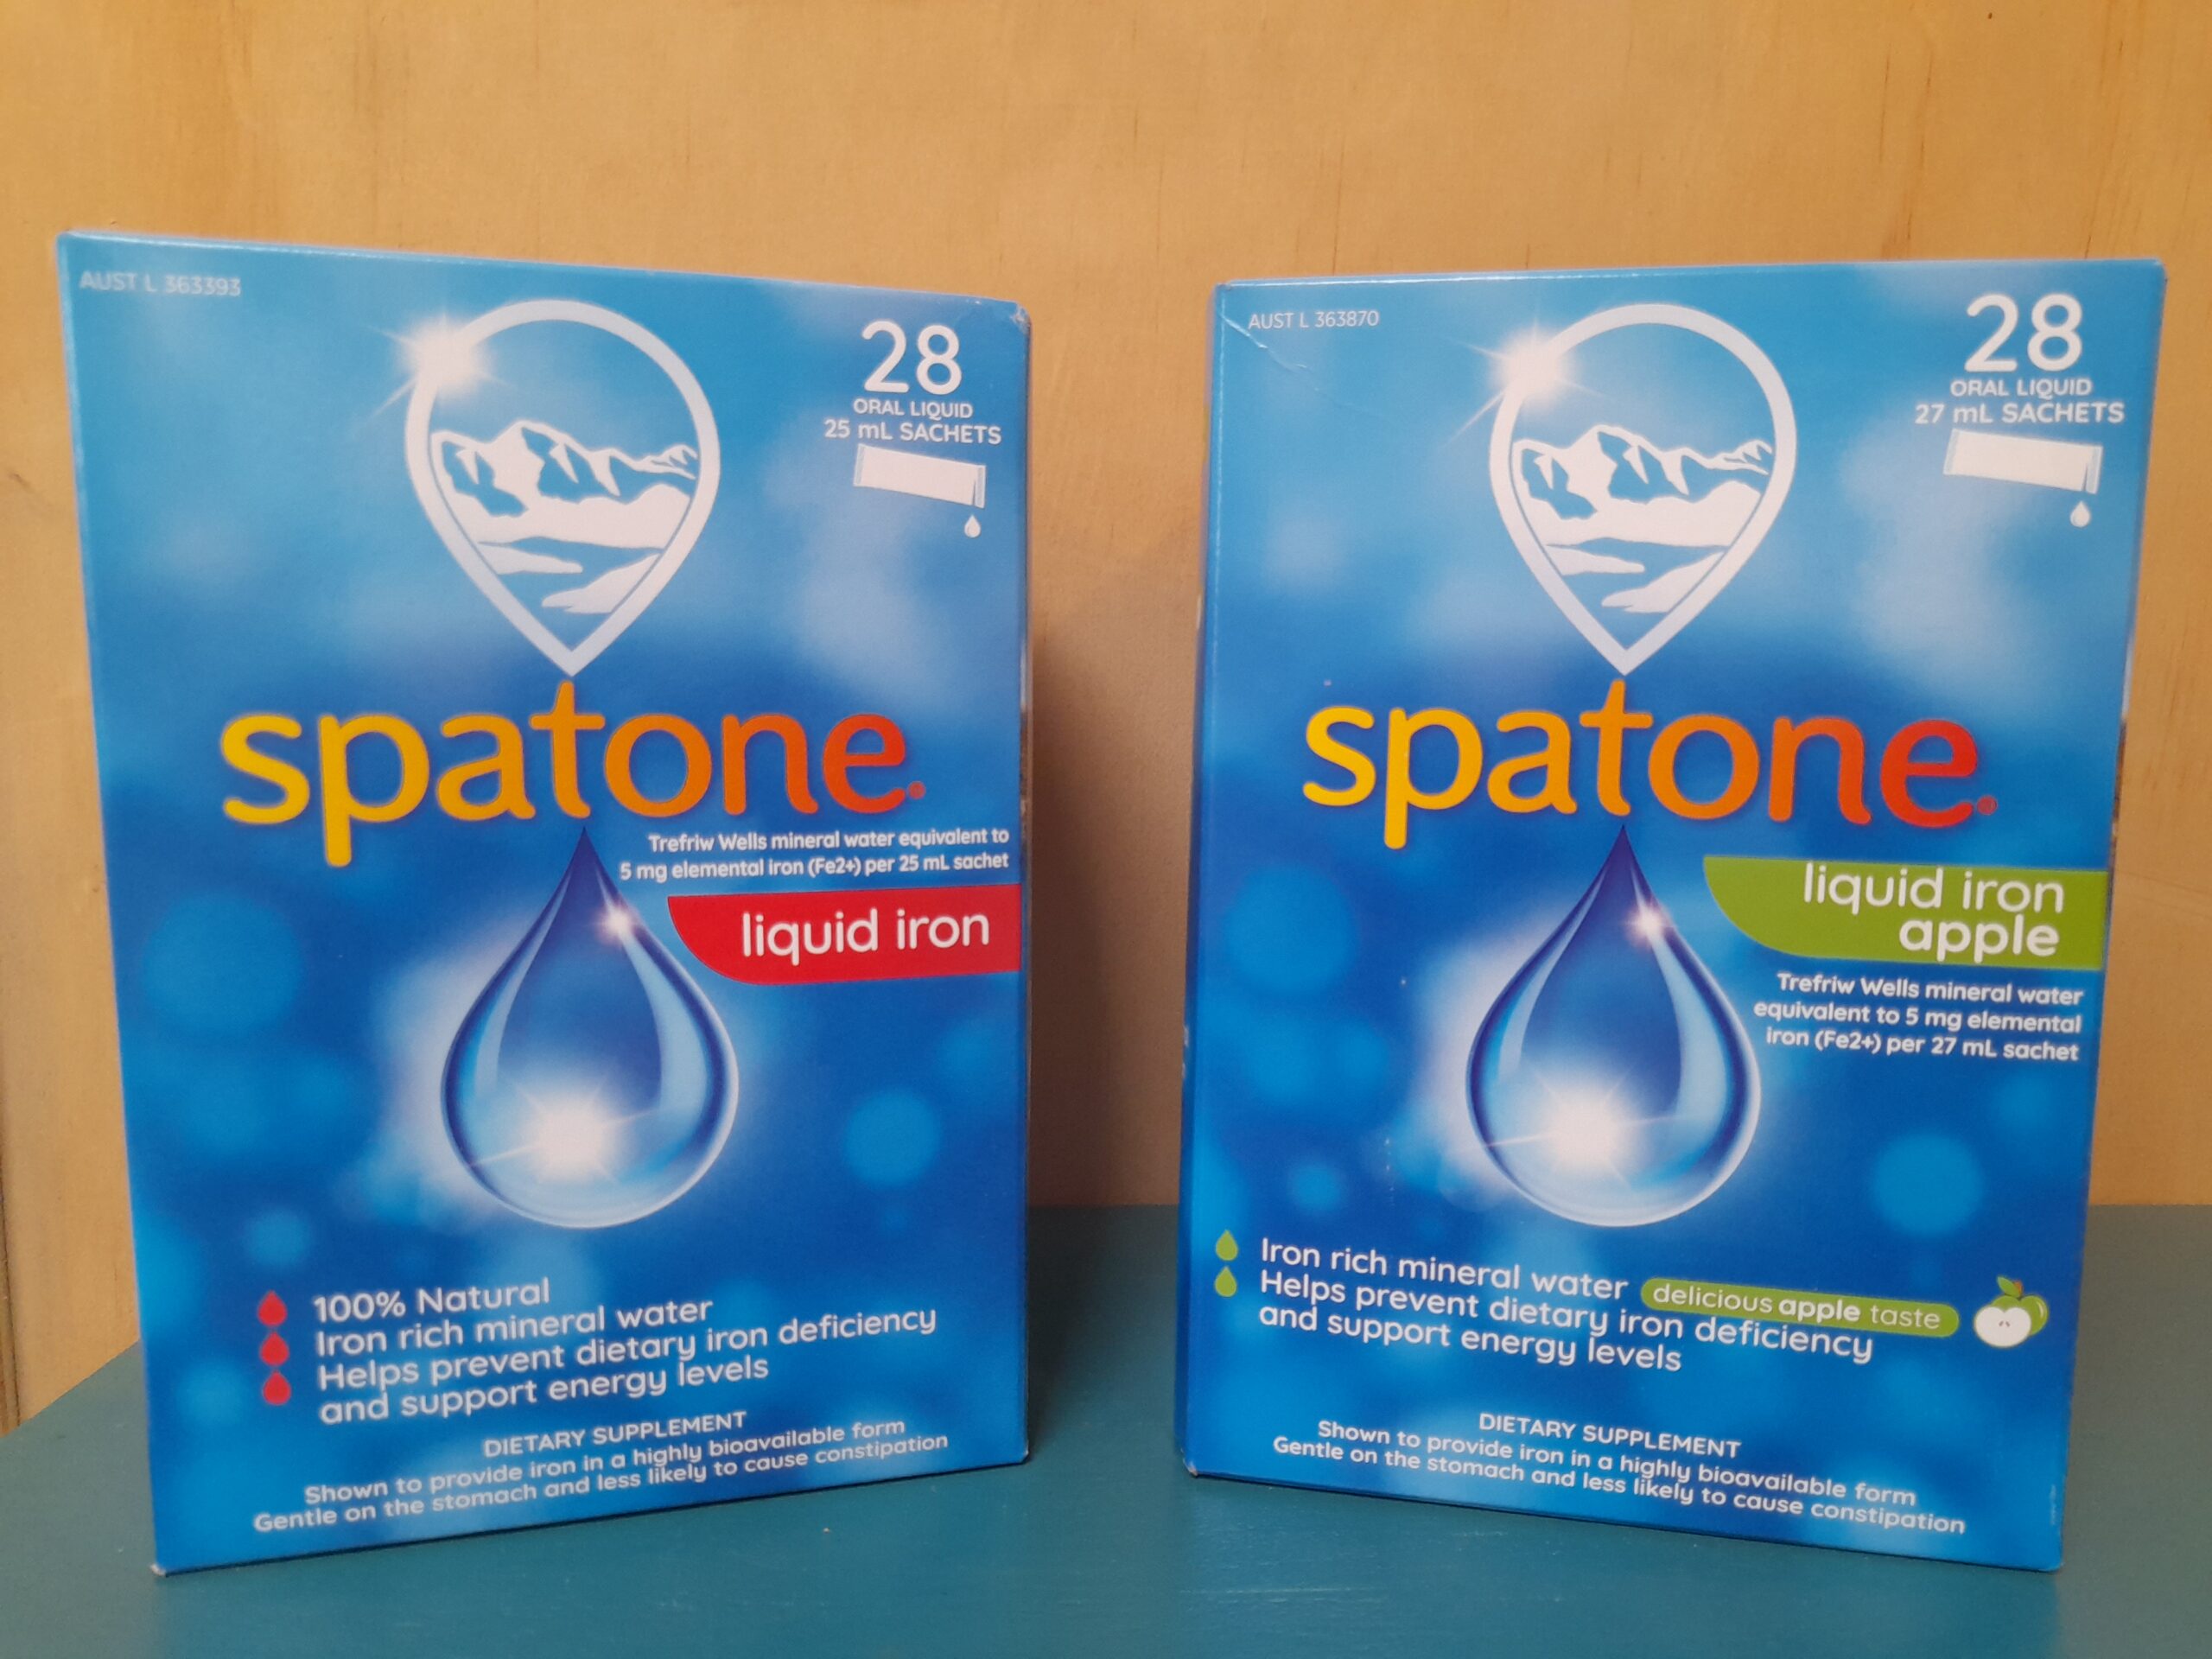 AUST L 363393
28
ORAL LIQUID
25 mL SACHETS
spatone®
Trefriw Wells mineral water equivalent to
5 mg elemental iron (Fe2+) per 25 mL sachet
liquid iron
100% Natural
Iron rich mineral water
Helps prevent dietary iron deficiency
and support energy levels
DIETARY SUPPLEMENT
Shown to provide iron in a highly bioavailable form
Gentle on the stomach and less likely to cause constipation
AUST L 363870
28
ORAL LIQUID
27 mL SACHETS
spatone®
liquid iron
apple
Trefriw Wells mineral water
equivalent to 5 mg elemental
iron (Fe2+) per 27 mL sachet
Iron rich mineral water
delicious apple taste
Helps prevent dietary iron deficiency
and support energy levels
DIETARY SUPPLEMENT
Shown to provide iron in a highly bioavailable form
Gentle on the stomach and less likely to cause constipation